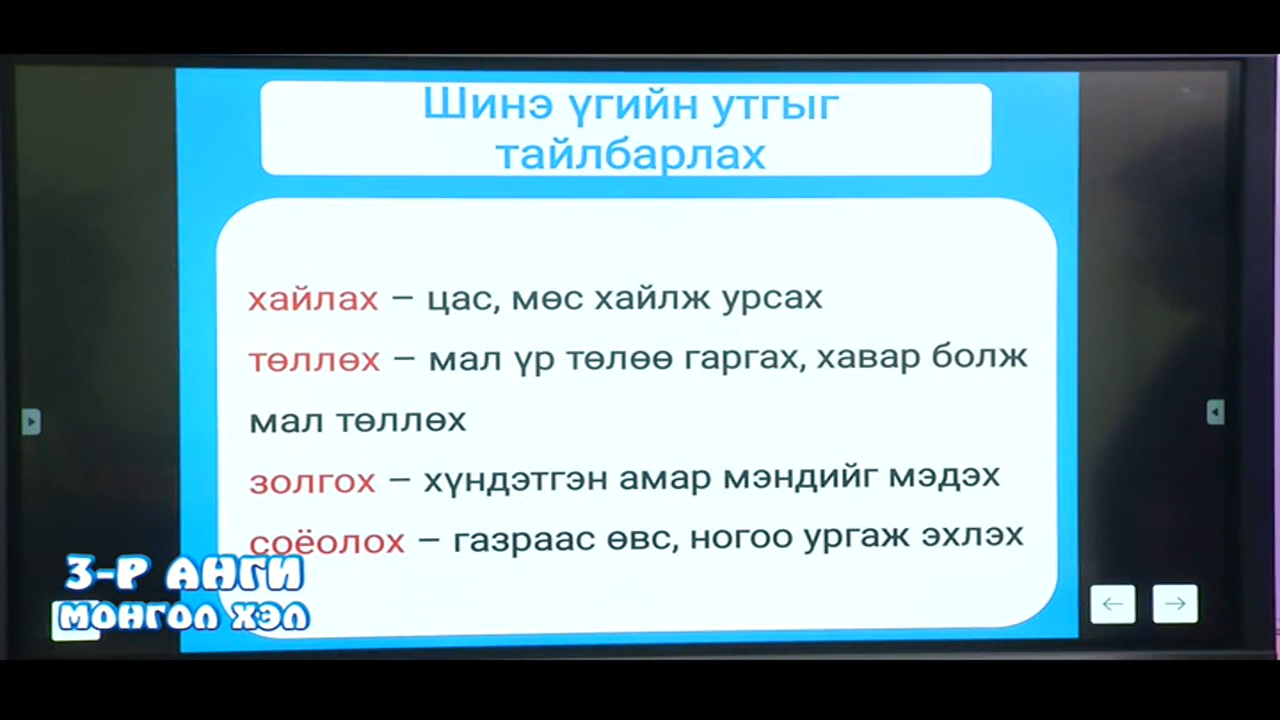 Шинэ үгийн утгыг
тайлбарлах
хайлах – цас, мөс хайлж урсах
төллөх – мал үр төлөө гаргах, хавар болж
мал төллөх
золгох – хүндэтгэн амар мэндийг мэдэх
соёолох – газраас өвс, ногоо ургаж эхлэх
3-Р АНГИ
МОНГОЛ ХЭЛ